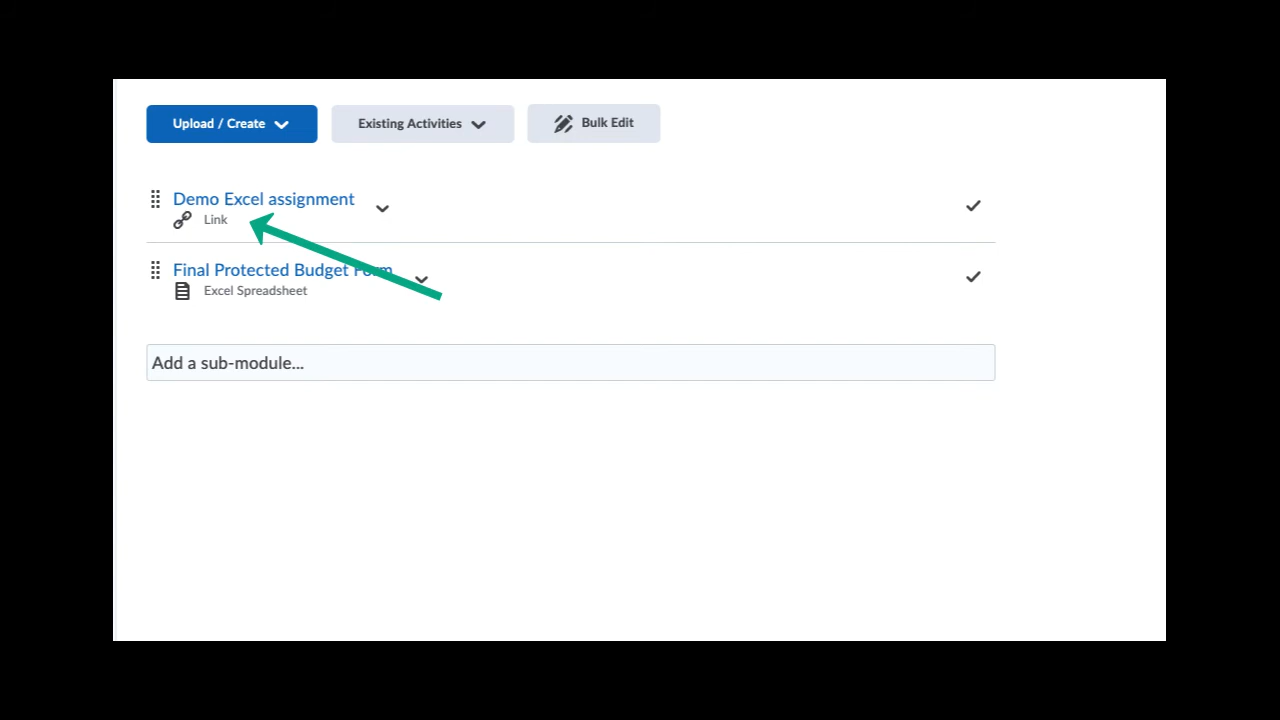 Upload / Create
Existing Activities
Bulk Edit
Demo Excel assignment
Link
Final Protected Budget Form
Excel Spreadsheet
Add a sub-module...